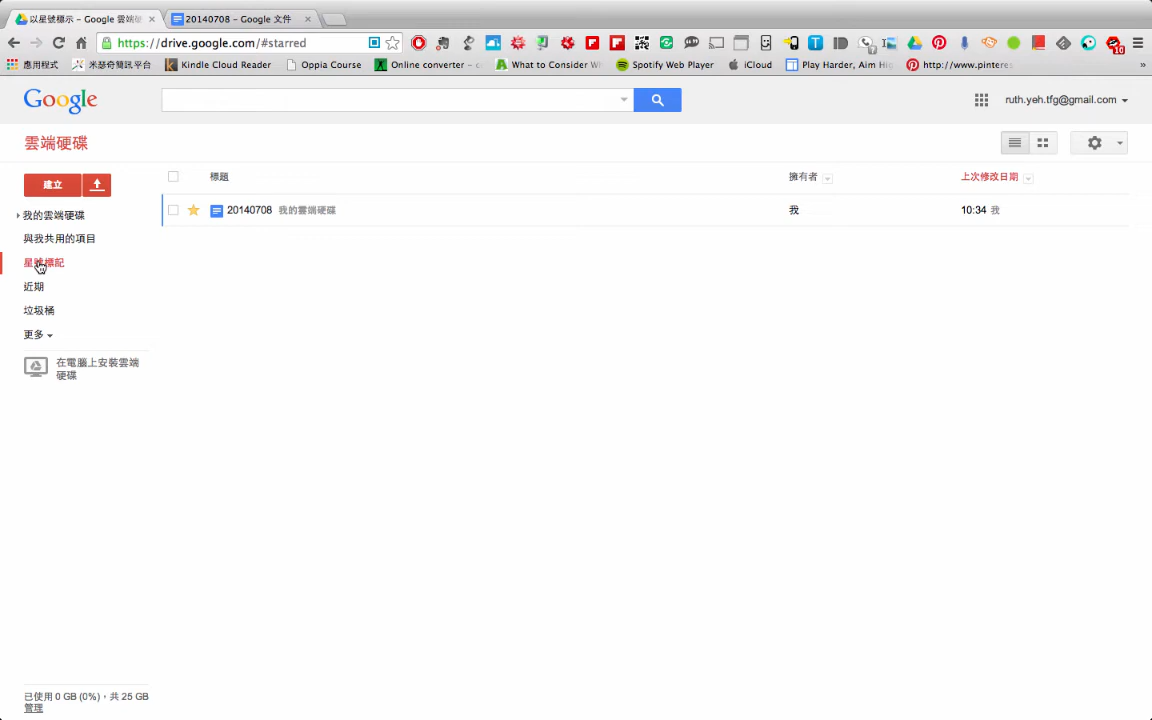 以星號標示 - Google 雲端硬
20140708 - Google 文件
https://drive.google.com/#starred
應用程式
米瑟奇簡訊平台
Kindle Cloud Reader
Oppia Course
Online converter -
What to Consider W
Spotify Web Player
iCloud
Play Harder, Aim Hi
http://www.pinteres
»
Google
ruth.yeh.tfg@gmail.com
雲端硬碟
建立
標題
擁有者
上次修改日期
我的雲端硬碟
20140708 我的雲端硬碟
我
10:34 我
與我共用的項目
星號標記
近期
垃圾桶
更多
在電腦上安裝雲端
硬碟
已使用 0 GB (0%),共 25 GB
管理